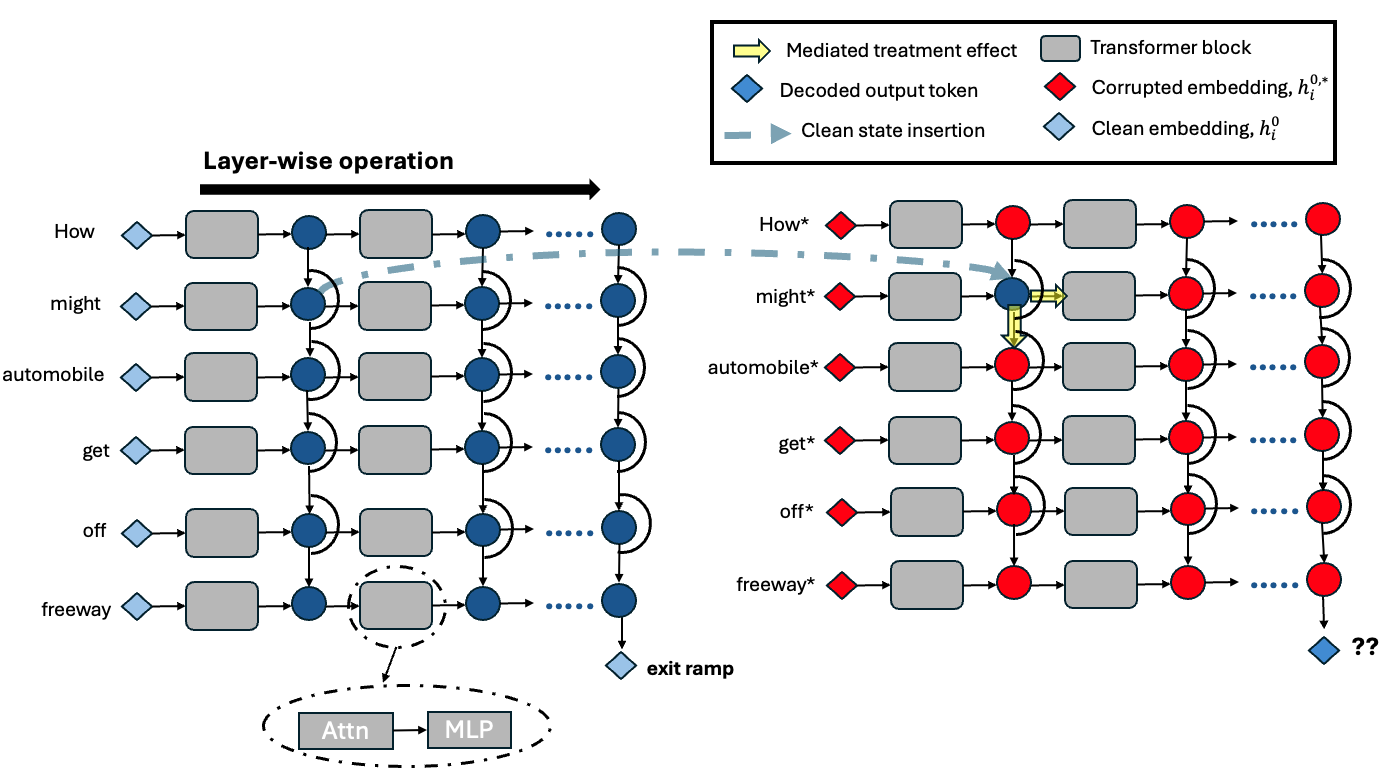 Mediated treatment effect
Transformer block
Decoded output token
Corrupted embedding, $h_i^{0,*}$
Clean state insertion
Clean embedding, $h_i^0$
Layer-wise operation
How
might
automobile
get
off
freeway
exit ramp
Attn
MLP
How*
might*
automobile*
get*
off*
freeway*
??